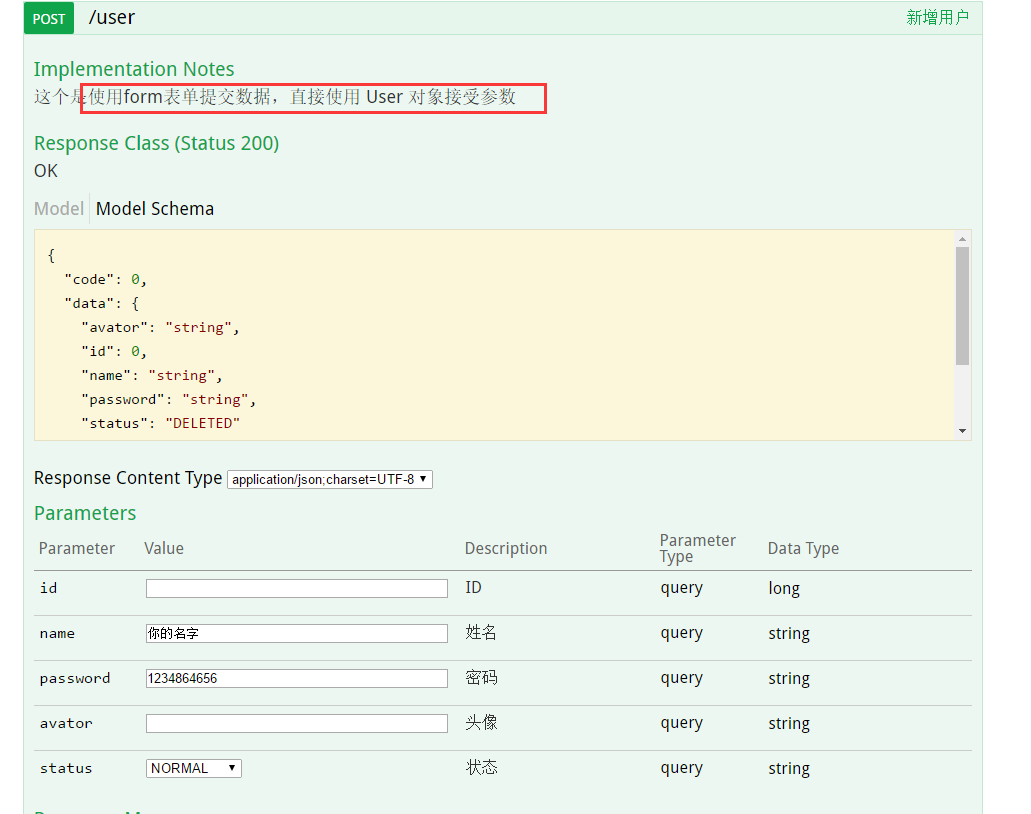 POST /user 新增用户
Implementation Notes
这个是使用form表单提交数据，直接使用 User 对象接受参数
Response Class (Status 200)
OK
Model Model Schema
{
"code": 0,
"data": {
"avator": "string",
"id": 0,
"name": "string",
"password": "string",
"status": "DELETED"
Response Content Type application/json;charset=UTF-8
Parameters
Parameter Value Description Parameter Type Data Type
id ID query long
name 你的名字 姓名 query string
password 1234864656 密码 query string
avator 头像 query string
status NORMAL 状态 query string